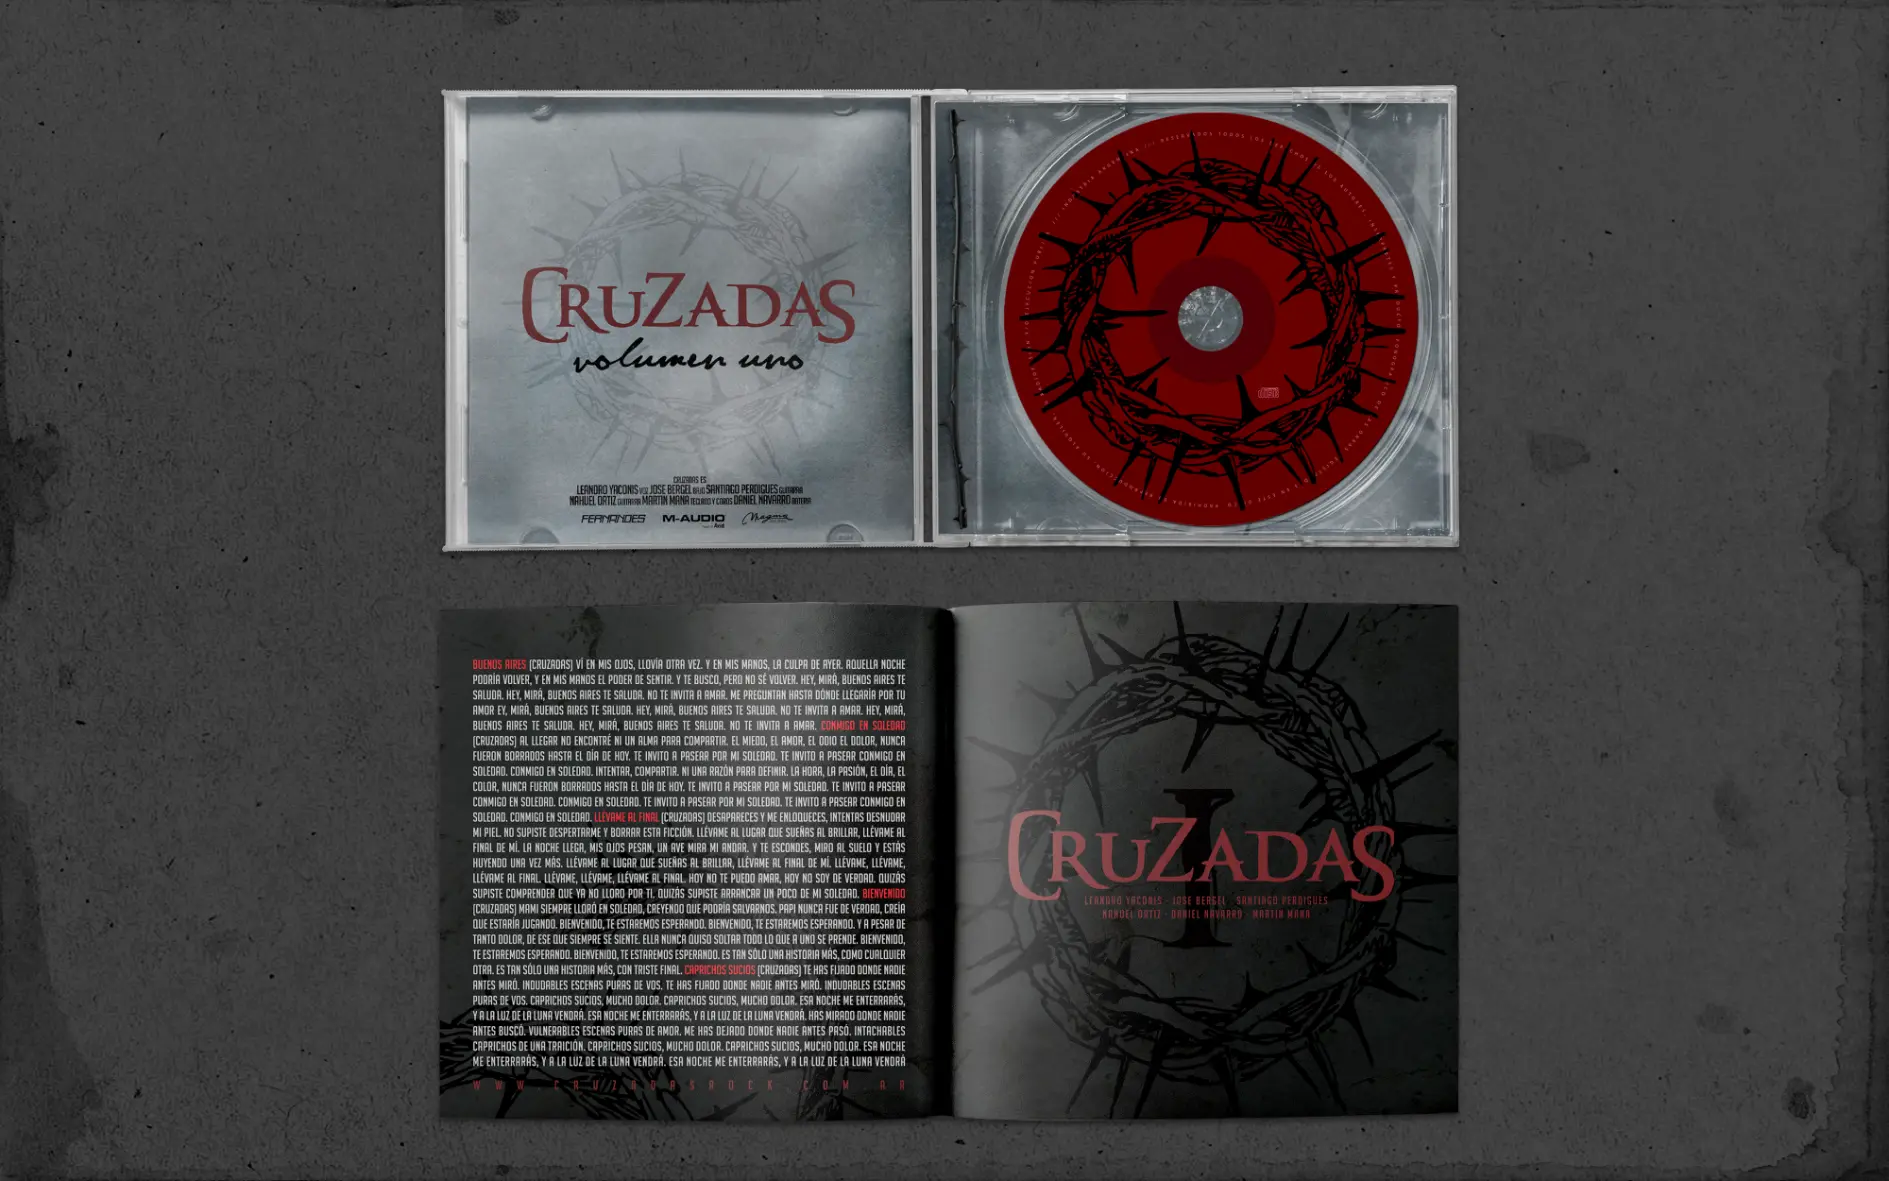 CRUZADAS
volumen uno
CRUZADAS ES
LEANDRO YACONIS VOZ JOSE BERGEL BAJO SANTIAGO PERDIGUES GUITARRA
NAHUEL ORTIZ GUITARRA MARTIN MANA TECLADO Y COROS DANIEL NAVARRO BATERIA
FERNANDES M-AUDIO Magma
BUENOS AIRES (CRUZADAS) VÍ EN MIS OJOS, LLOVÍA OTRA VEZ. Y EN MIS MANOS, LA CULPA DE AYER. AQUELLA NOCHE
PODRÍA VOLVER, Y EN MIS MANOS EL PODER DE SENTIR. Y TE BUSCO, PERO NO SÉ VOLVER. HEY, MIRÁ, BUENOS AIRES TE
SALUDA. HEY, MIRÁ, BUENOS AIRES TE SALUDA. NO TE INVITA A AMAR. ME PREGUNTAN HASTA DÓNDE LLEGARÍA POR TU
AMOR EY, MIRÁ, BUENOS AIRES TE SALUDA. HEY, MIRÁ, BUENOS AIRES TE SALUDA. NO TE INVITA A AMAR. HEY, MIRÁ,
BUENOS AIRES TE SALUDA. HEY, MIRÁ, BUENOS AIRES TE SALUDA. NO TE INVITA A AMAR. CONMIGO EN SOLEDAD
(CRUZADAS) AL LLEGAR NO ENCONTRÉ NI UN ALMA PARA COMPARTIR. EL MIEDO, EL AMOR, EL ODIO EL DOLOR, NUNCA
FUERON BORRADOS HASTA EL DÍA DE HOY. TE INVITO A PASEAR POR MI SOLEDAD. TE INVITO A PASEAR CONMIGO EN
SOLEDAD. CONMIGO EN SOLEDAD. INTENTAR, COMPARTIR. NI UNA RAZÓN PARA DEFINIR. LA HORA, LA PASIÓN, EL DÍA, EL
COLOR, NUNCA FUERON BORRADOS HASTA EL DÍA DE HOY. TE INVITO A PASEAR POR MI SOLEDAD. TE INVITO A PASEAR
CONMIGO EN SOLEDAD. CONMIGO EN SOLEDAD. TE INVITO A PASEAR POR MI SOLEDAD. TE INVITO A PASEAR CONMIGO EN
SOLEDAD. CONMIGO EN SOLEDAD. LLÉVAME AL FINAL (CRUZADAS) DESAPARECES Y ME ENLOQUECES, INTENTAS DESNUDAR
MI PIEL. NO SUPISTE DESPERTARME Y BORRAR ESTA FICCIÓN. LLÉVAME AL LUGAR QUE SUEÑAS AL BRILLAR, LLÉVAME AL
FINAL DE MÍ. LA NOCHE LLEGA, MIS OJOS PESAN, UN AVE MIRA MI ANDAR. Y TE ESCONDES, MIRO AL SUELO Y ESTÁS
HUYENDO UNA VEZ MÁS. LLÉVAME AL LUGAR QUE SUEÑAS AL BRILLAR, LLÉVAME AL FINAL DE MÍ. LLÉVAME, LLÉVAME,
LLÉVAME AL FINAL. LLÉVAME, LLÉVAME, LLÉVAME AL FINAL. HOY NO TE PUEDO AMAR, HOY NO SOY DE VERDAD. QUIZÁS
SUPISTE COMPRENDER QUE YA NO LLORO POR TI. QUIZÁS SUPISTE ARRANCAR UN POCO DE MI SOLEDAD. BIENVENIDO
(CRUZADAS) MAMI SIEMPRE LLORÓ EN SOLEDAD, CREYENDO QUE PODRÍA SALVARNOS. PAPI NUNCA FUE DE VERDAD, CREÍA
QUE ESTARÍA JUGANDO. BIENVENIDO, TE ESTAREMOS ESPERANDO. BIENVENIDO, TE ESTAREMOS ESPERANDO. Y A PESAR DE
TANTO DOLOR, DE ESE QUE SIEMPRE SE SIENTE. ELLA NUNCA QUISO SOLTAR TODO LO QUE A UNO SE PRENDE. BIENVENIDO,
TE ESTAREMOS ESPERANDO. BIENVENIDO, TE ESTAREMOS ESPERANDO. ES TAN SÓLO UNA HISTORIA MÁS, COMO CUALQUIER
OTRA. ES TAN SÓLO UNA HISTORIA MÁS, CON TRISTE FINAL. CAPRICHOS SUCIOS (CRUZADAS) TE HAS FIJADO DONDE NADIE
ANTES MIRÓ. INDUDABLES ESCENAS PURAS DE VOS. TE HAS FIJADO DONDE NADIE ANTES MIRÓ. INDUDABLES ESCENAS
PURAS DE VOS. CAPRICHOS SUCIOS, MUCHO DOLOR. CAPRICHOS SUCIOS, MUCHO DOLOR. ESA NOCHE ME ENTERRARÁS,
Y A LA LUZ DE LA LUNA VENDRÁ. ESA NOCHE ME ENTERRARÁS, Y A LA LUZ DE LA LUNA VENDRÁ. HAS MIRADO DONDE NADIE
ANTES BUSCÓ. VULNERABLES ESCENAS PURAS DE AMOR. ME HAS DEJADO DONDE NADIE ANTES PASÓ. INTACHABLES
CAPRICHOS DE UNA TRAICIÓN. CAPRICHOS SUCIOS, MUCHO DOLOR. CAPRICHOS SUCIOS, MUCHO DOLOR. ESA NOCHE
ME ENTERRARÁS, Y A LA LUZ DE LA LUNA VENDRÁ. ESA NOCHE ME ENTERRARÁS, Y A LA LUZ DE LA LUNA VENDRÁ
WWW.CRUZADASROCK.COM.AR
I
CRUZADAS
LEANDRO YACONIS · JOSE BERGEL · SANTIAGO PERDIGUES
NAHUEL ORTIZ · DANIEL NAVARRO · MARTIN MANA